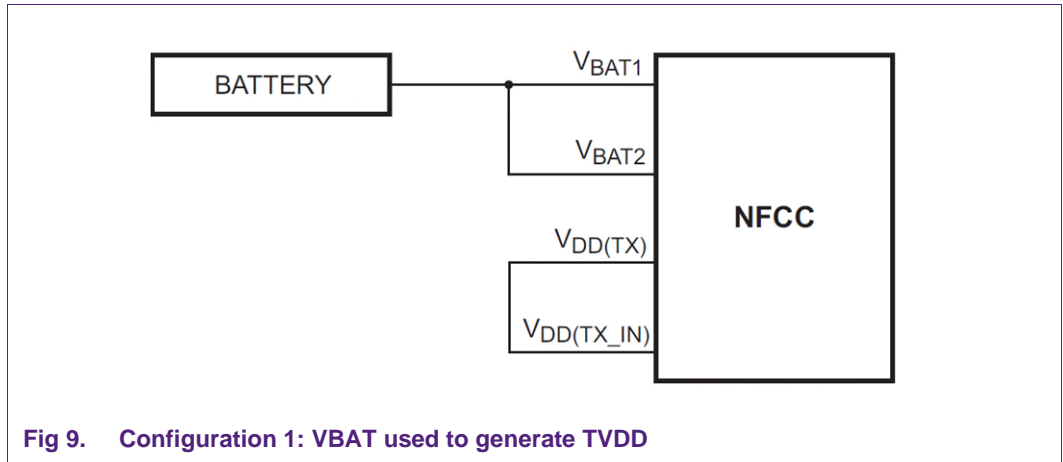 BATTERY
VBAT1
VBAT2
NFCC
VDD(TX)
VDD(TX_IN)
Fig 9. Configuration 1: VBAT used to generate TVDD